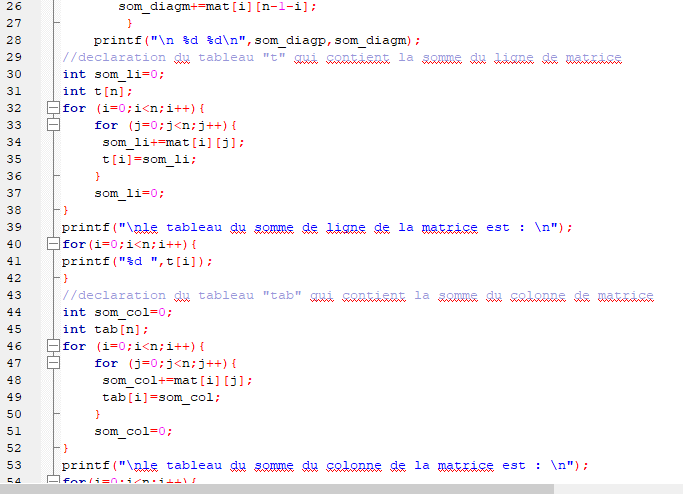 26 som_diagm+=mat[i][n-1-i];
27 }
28 printf("\n %d %d\n",som_diagp,som_diagm);
29 //declaration du tableau "t" qui contient la somme du ligne de matrice
30 int som_li=0;
31 int t[n];
32 for (i=0;i<n;i++){
33 for (j=0;j<n;j++){
34 som_li+=mat[i][j];
35 t[i]=som_li;
36 }
37 som_li=0;
38 }
39 printf("\nle tableau du somme de ligne de la matrice est : \n");
40 for(i=0;i<n;i++){
41 printf("%d ",t[i]);
42 }
43 //declaration du tableau "tab" qui contient la somme du colonne de matrice
44 int som_col=0;
45 int tab[n];
46 for (i=0;i<n;i++){
47 for (j=0;j<n;j++){
48 som_col+=mat[i][j];
49 tab[i]=som_col;
50 }
51 som_col=0;
52 }
53 printf("\nle tableau du somme du colonne de la matrice est : \n");
54 for(i=0;i<n;i++){